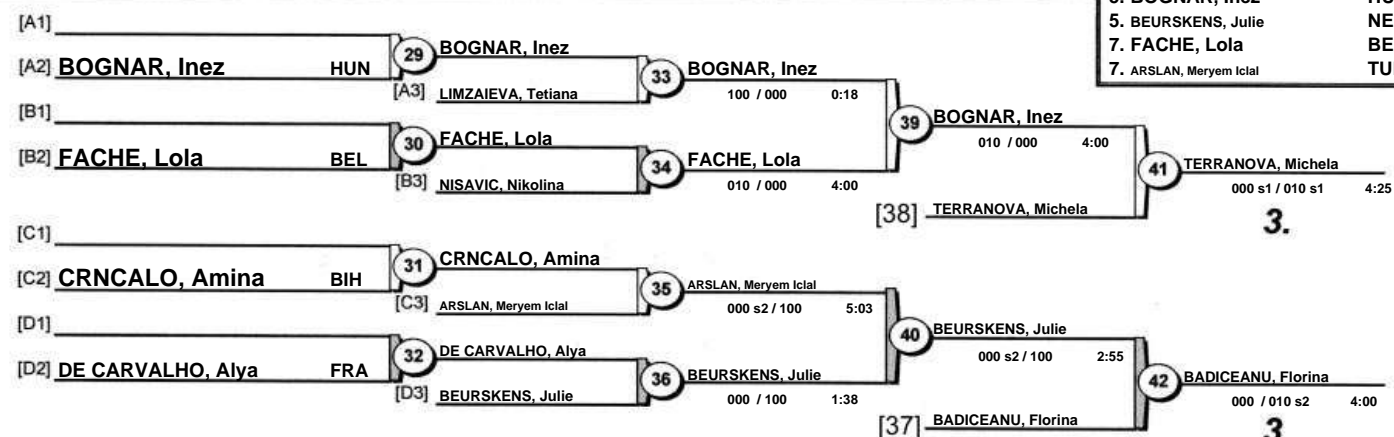 5. BEURSKENS, Julie NE
7. FACHE, Lola BE
7. ARSLAN, Meryem Iclal
[A1]
[A2] BOGNAR, Inez HUN
29
BOGNAR, Inez
[A3] LIMZAIEVA, Tetiana
33
BOGNAR, Inez
100 / 000 0:18
[B1]
[B2] FACHE, Lola BEL
30
FACHE, Lola
[B3] NISAVIC, Nikolina
34
FACHE, Lola
010 / 000 4:00
39
BOGNAR, Inez
010 / 000 4:00
[38] TERRANOVA, Michela
41
TERRANOVA, Michela
000 s1 / 010 s1 4:25
3.
[C1]
[C2] CRNCALO, Amina BIH
31
CRNCALO, Amina
[C3] ARSLAN, Meryem Iclal
35
ARSLAN, Meryem Iclal
000 s2 / 100 5:03
[D1]
[D2] DE CARVALHO, Alya FRA
32
DE CARVALHO, Alya
[D3] BEURSKENS, Julie
36
BEURSKENS, Julie
000 / 100 1:38
40
BEURSKENS, Julie
000 s2 / 100 2:55
[37] BADICEANU, Florina
42
BADICEANU, Florina
000 / 010 s2 4:00
3